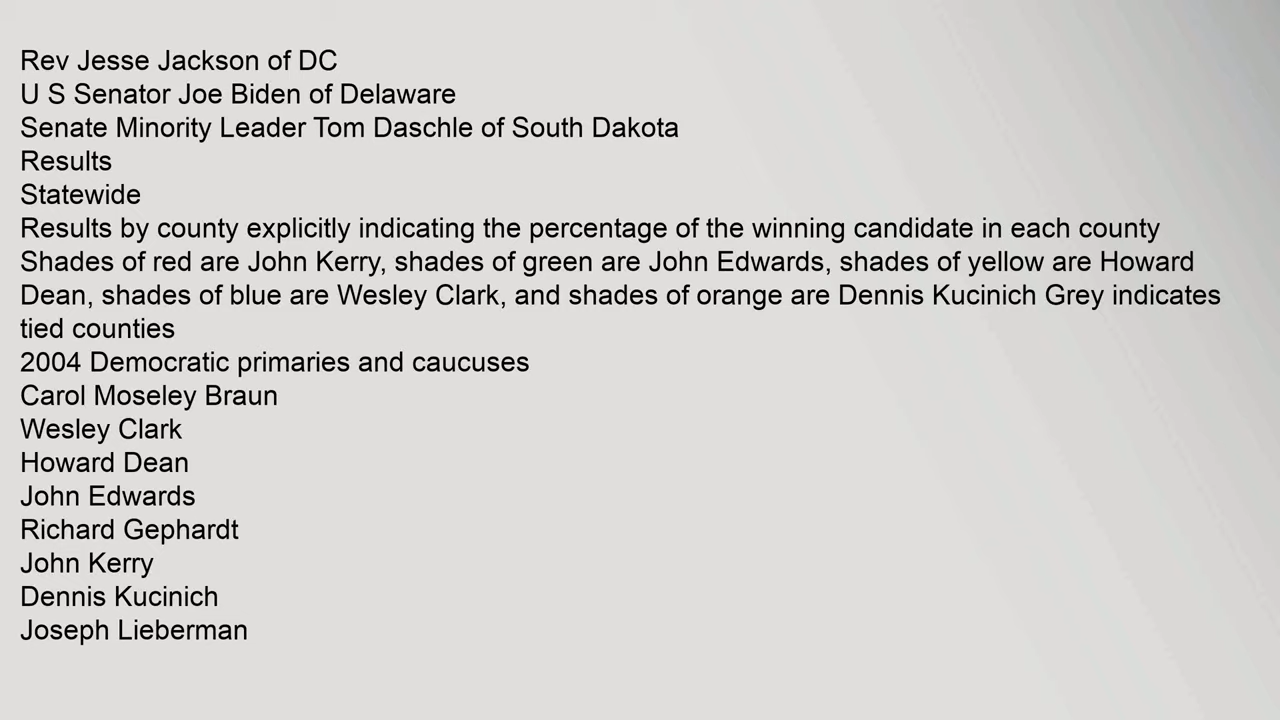 Rev Jesse Jackson of DC
U S Senator Joe Biden of Delaware
Senate Minority Leader Tom Daschle of South Dakota
Results
Statewide
Results by county explicitly indicating the percentage of the winning candidate in each county
Shades of red are John Kerry, shades of green are John Edwards, shades of yellow are Howard
Dean, shades of blue are Wesley Clark, and shades of orange are Dennis Kucinich Grey indicates
tied counties
2004 Democratic primaries and caucuses
Carol Moseley Braun
Wesley Clark
Howard Dean
John Edwards
Richard Gephardt
John Kerry
Dennis Kucinich
Joseph Lieberman